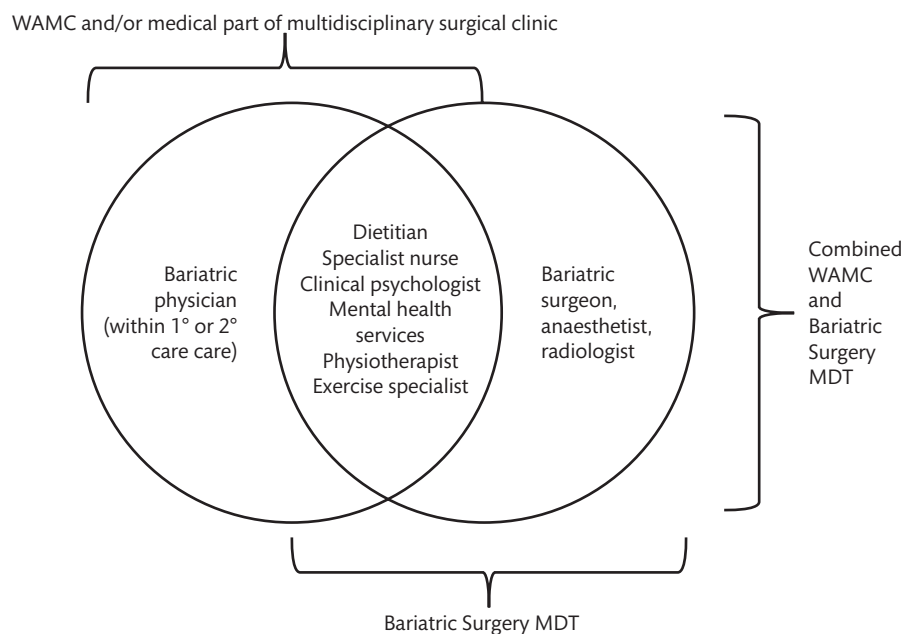 WAMC and/or medical part of multidisciplinary surgical clinic
Bariatric
physician
(within 1° or 2°
care care)
Dietitian
Specialist nurse
Clinical psychologist
Mental health
services
Physiotherapist
Exercise specialist
Bariatric
surgeon,
anaesthetist,
radiologist
Combined
WAMC
and
Bariatric
Surgery
MDT
Bariatric Surgery MDT